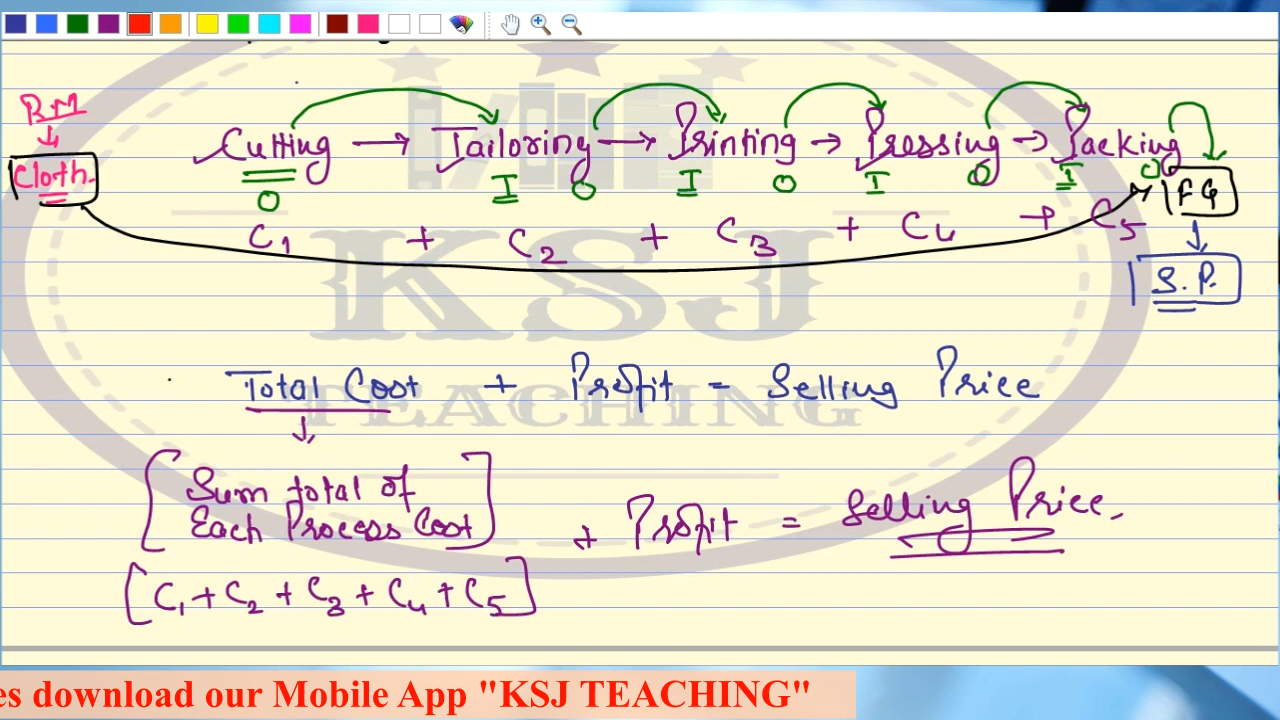 RM
↓
Cloth.
Cutting → Tailoring → Printing → Pressing → Packing
O I O I O I O I O FG
C1 + C2 + C3 + C4 + C5
↓
S.P.
KSJ
TEACHING
Total Cost + Profit = Selling Price
↓
[Sum total of
Each Process Cost] + Profit = Selling Price.
[C1 + C2 + C3 + C4 + C5]
es download our Mobile App "KSJ TEACHING"